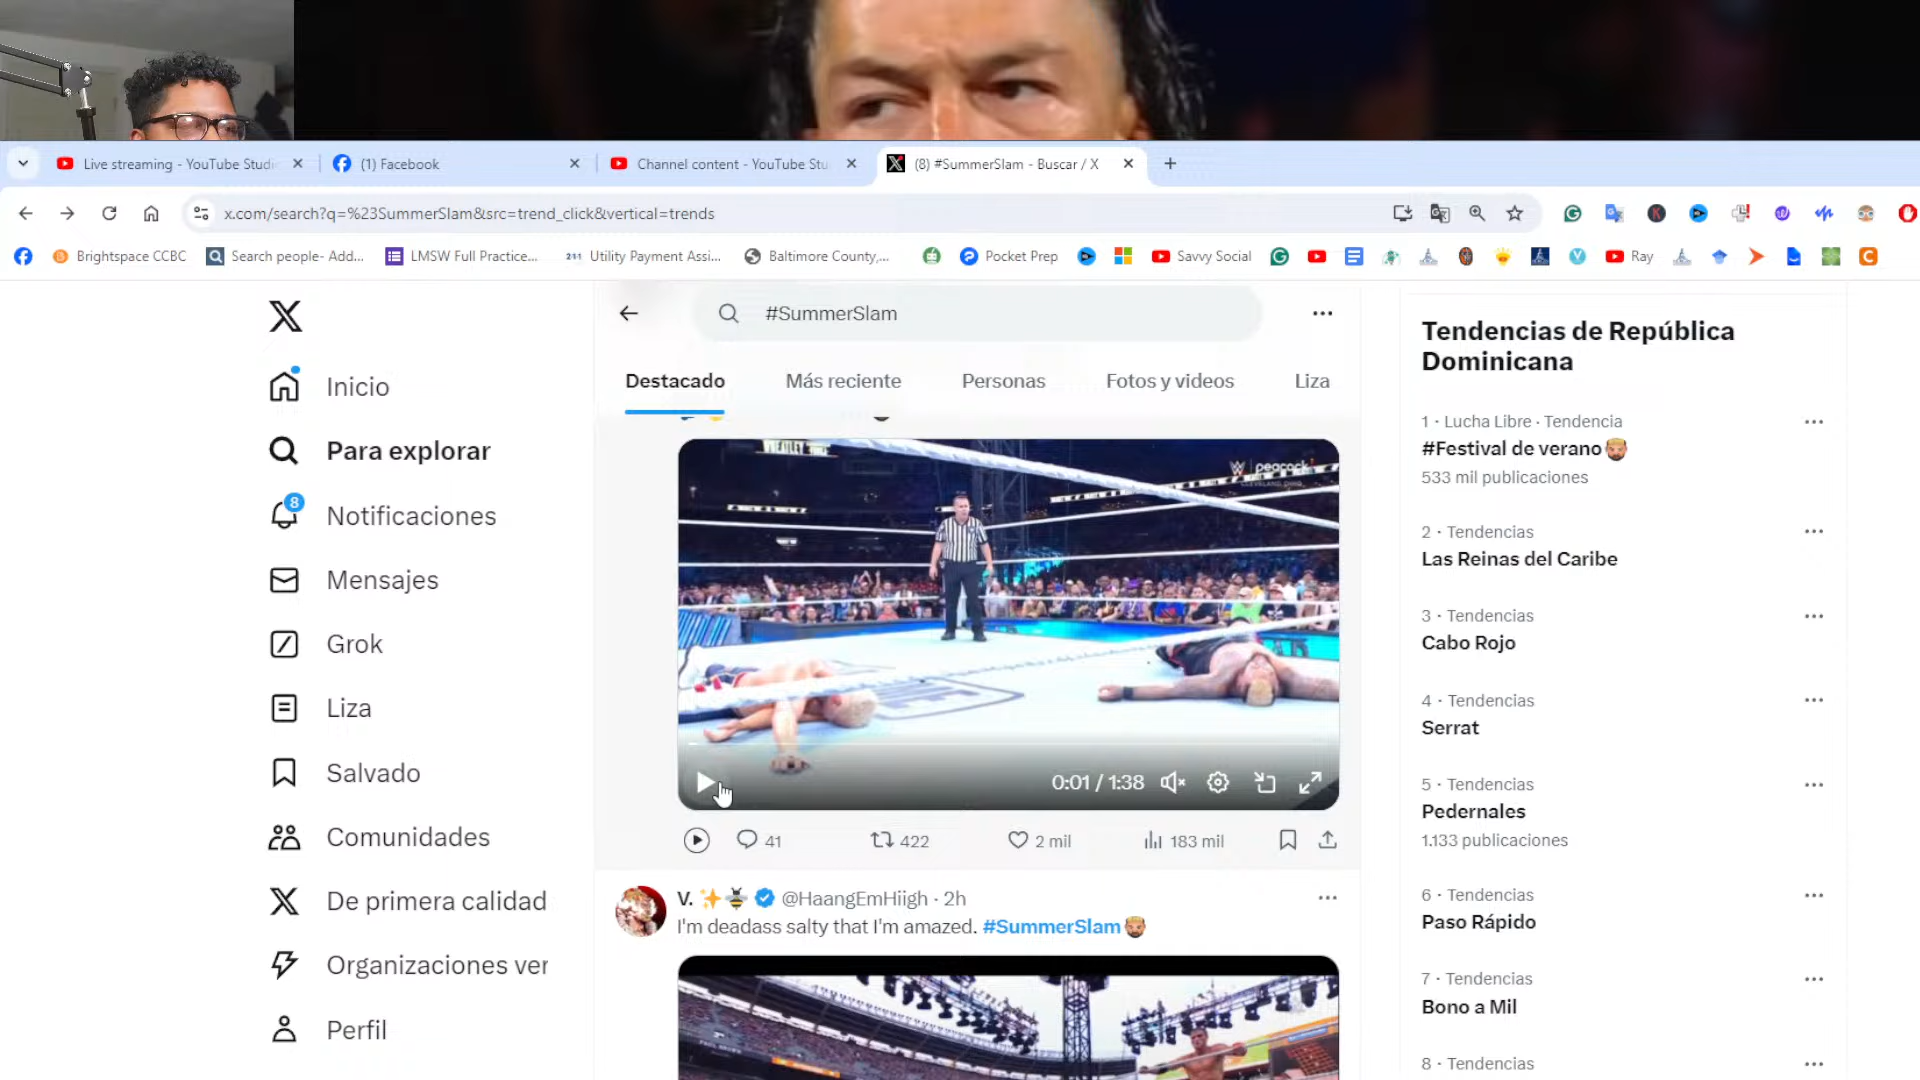 Live streaming - YouTube Studi
(1) Facebook
Channel content - YouTube Stu
(8) #SummerSlam - Buscar / X
x.com/search?q=%23SummerSlam&src=trend_click&vertical=trends
Brightspace CCBC
Search people- Add...
LMSW Full Practice...
211 Utility Payment Assi...
Baltimore County,...
Pocket Prep
Savvy Social
Ray
#SummerSlam
Destacado
Más reciente
Personas
Fotos y videos
Liza
Inicio
Para explorar
8
Notificaciones
Mensajes
Grok
Liza
Salvado
Comunidades
De primera calidad
Organizaciones ver
Perfil
peacock
0:01 / 1:38
41
422
2 mil
183 mil
V. @HaangEmHiigh · 2h
I'm deadass salty that I'm amazed. #SummerSlam
Tendencias de República
Dominicana
1 · Lucha Libre · Tendencia
#Festival de verano
533 mil publicaciones
2 · Tendencias
Las Reinas del Caribe
3 · Tendencias
Cabo Rojo
4 · Tendencias
Serrat
5 · Tendencias
Pedernales
1.133 publicaciones
6 · Tendencias
Paso Rápido
7 · Tendencias
Bono a Mil
8 · Tendencias